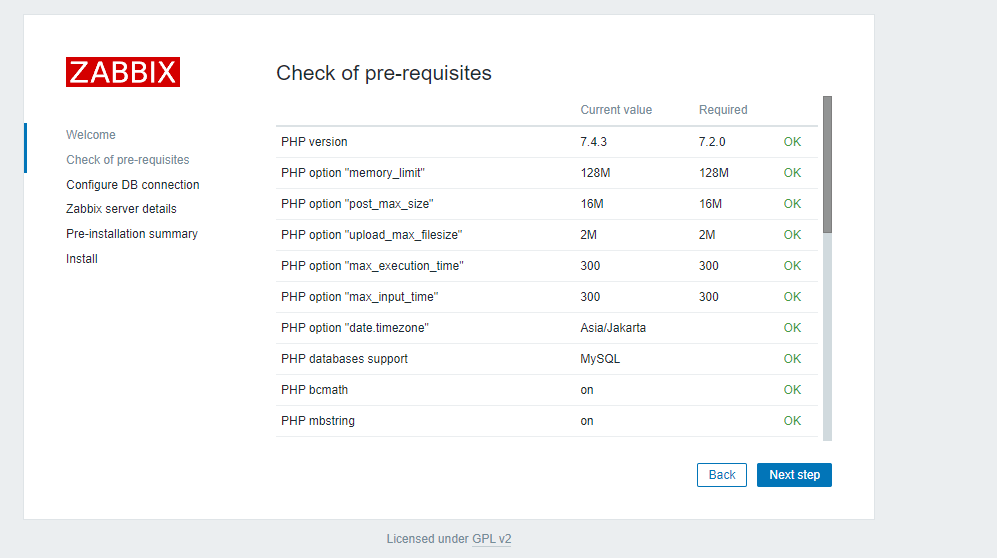 ZABBIX
Welcome
Check of pre-requisites
Configure DB connection
Zabbix server details
Pre-installation summary
Install
Check of pre-requisites
Current value Required
PHP version 7.4.3 7.2.0 OK
PHP option "memory_limit" 128M 128M OK
PHP option "post_max_size" 16M 16M OK
PHP option "upload_max_filesize" 2M 2M OK
PHP option "max_execution_time" 300 300 OK
PHP option "max_input_time" 300 300 OK
PHP option "date.timezone" Asia/Jakarta OK
PHP databases support MySQL OK
PHP bcmath on OK
PHP mbstring on OK
Back Next step
Licensed under GPL v2